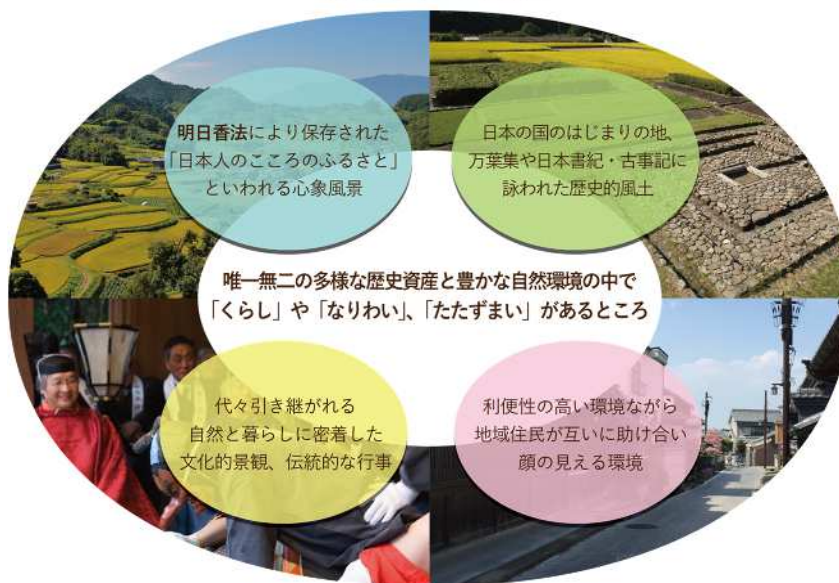 明日香法により保存された
「日本人のこころのふるさと」
といわれる心象風景
日本の国のはじまりの地、
万葉集や日本書紀・古事記に
詠われた歴史的風土
唯一無二の多様な歴史資産と豊かな自然環境の中で
「くらし」や「なりわい」、「たたずまい」があるところ
代々引き継がれる
自然と暮らしに密着した
文化的景観、伝統的な行事
利便性の高い環境ながら
地域住民が互いに助け合い
顔の見える環境